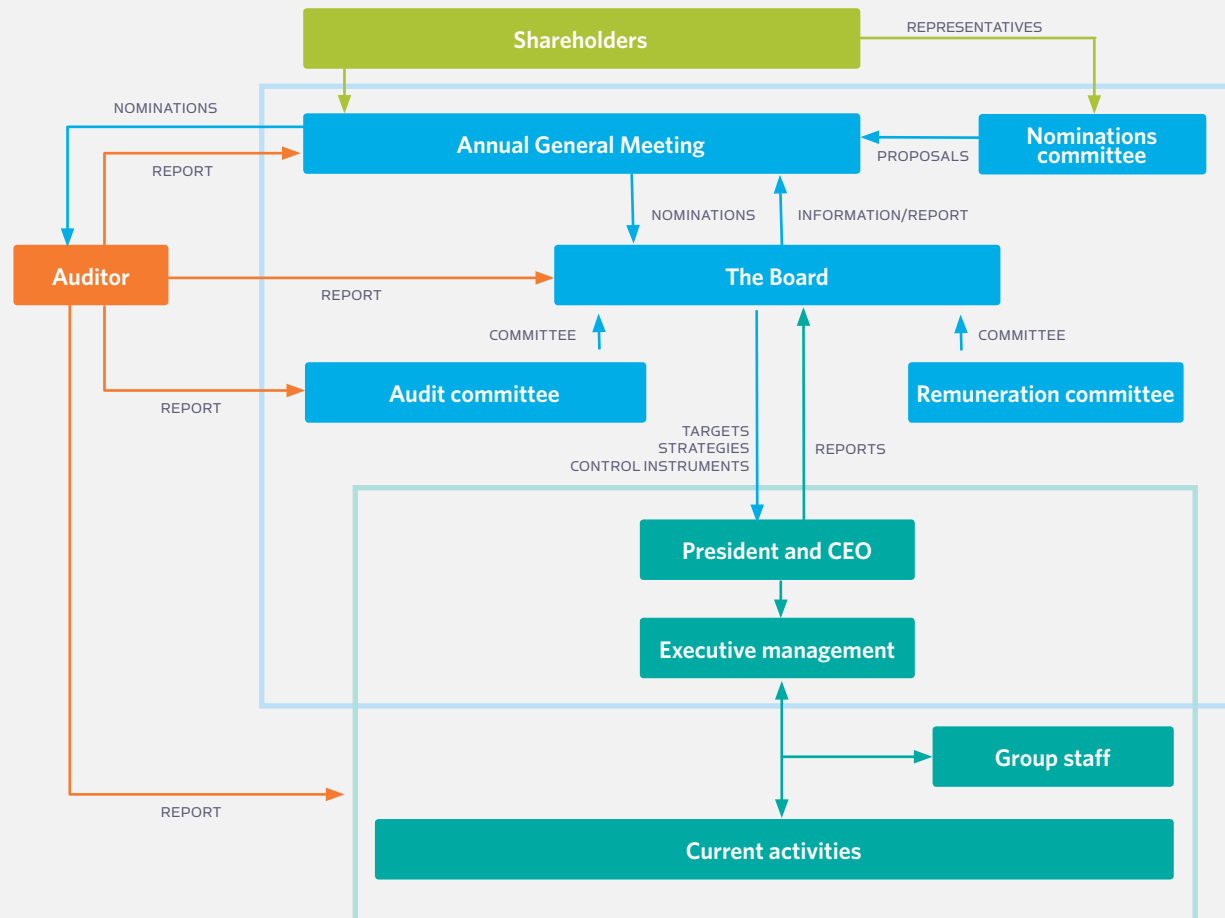 Shareholders
REPRESENTATIVES
NOMINATIONS
Annual General Meeting
Nominations
committee
PROPOSALS
REPORT
NOMINATIONS
INFORMATION/REPORT
Auditor
The Board
REPORT
COMMITTEE
COMMITTEE
Audit committee
Remuneration committee
REPORT
TARGETS
STRATEGIES
CONTROL INSTRUMENTS
REPORTS
President and CEO
Executive management
Group staff
REPORT
Current activities